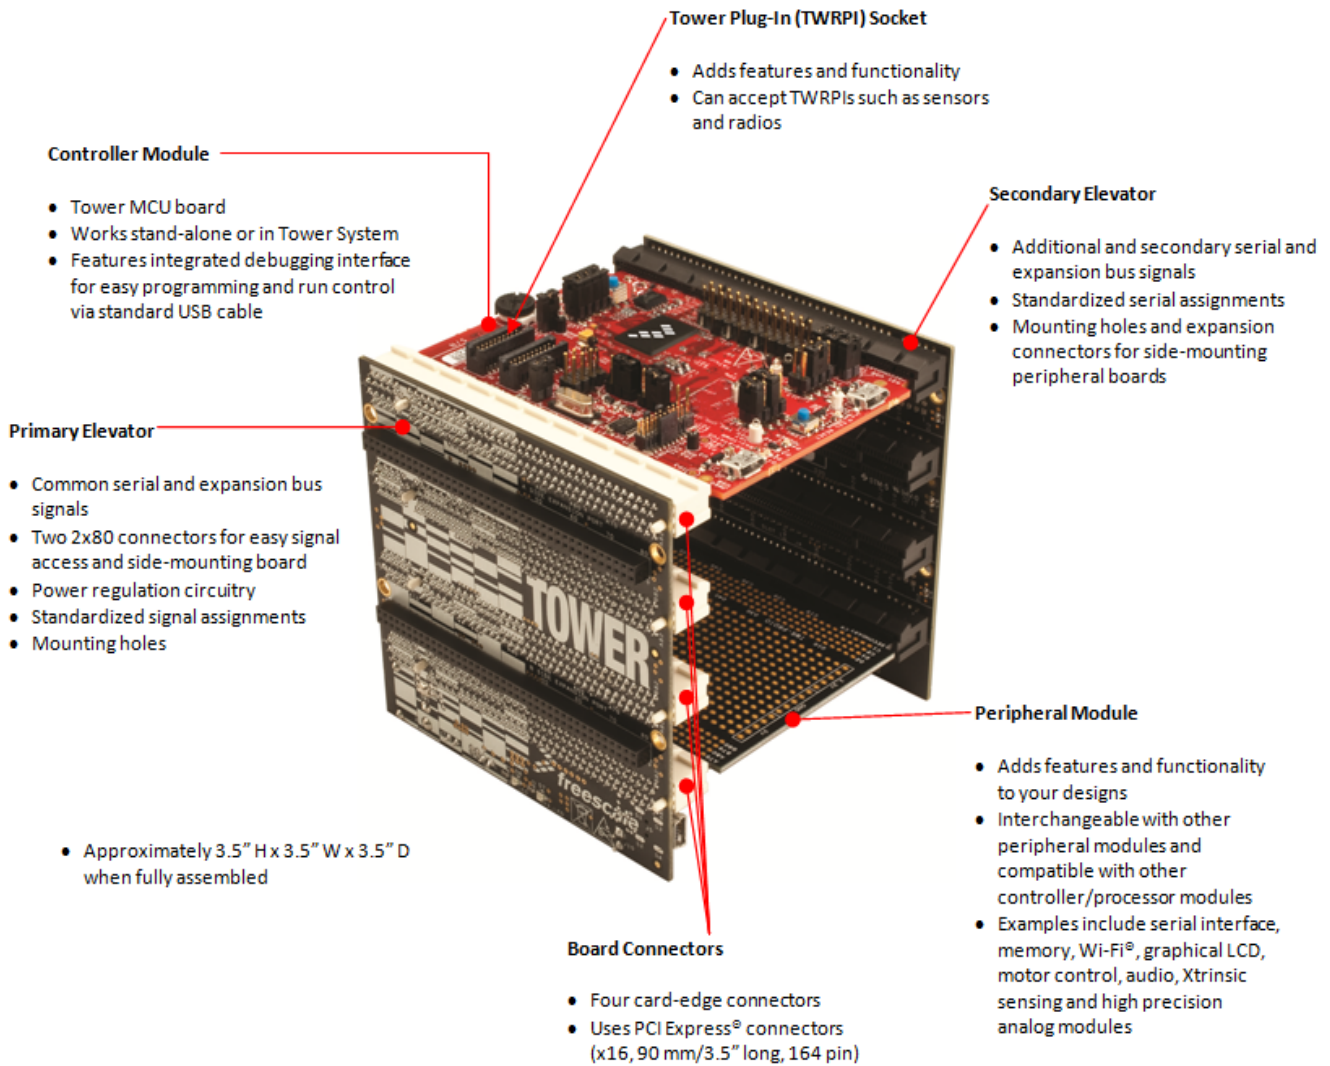 Tower Plug-In (TWRPI) Socket
• Adds features and functionality
• Can accept TWRPIs such as sensors
and radios
Controller Module
• Tower MCU board
• Works stand-alone or in Tower System
• Features integrated debugging interface
for easy programming and run control
via standard USB cable
Secondary Elevator
• Additional and secondary serial and
expansion bus signals
• Standardized serial assignments
• Mounting holes and expansion
connectors for side-mounting
peripheral boards
Primary Elevator
• Common serial and expansion bus
signals
• Two 2x80 connectors for easy signal
access and side-mounting board
• Power regulation circuitry
• Standardized signal assignments
• Mounting holes
TOWER
freescale
Peripheral Module
• Adds features and functionality
to your designs
• Interchangeable with other
peripheral modules and
compatible with other
controller/processor modules
• Examples include serial interface,
memory, Wi-Fi®, graphical LCD,
motor control, audio, Xtrinsic
sensing and high precision
analog modules
• Approximately 3.5” H x 3.5” W x 3.5” D
when fully assembled
Board Connectors
• Four card-edge connectors
• Uses PCI Express® connectors
(x16, 90 mm/3.5” long, 164 pin)